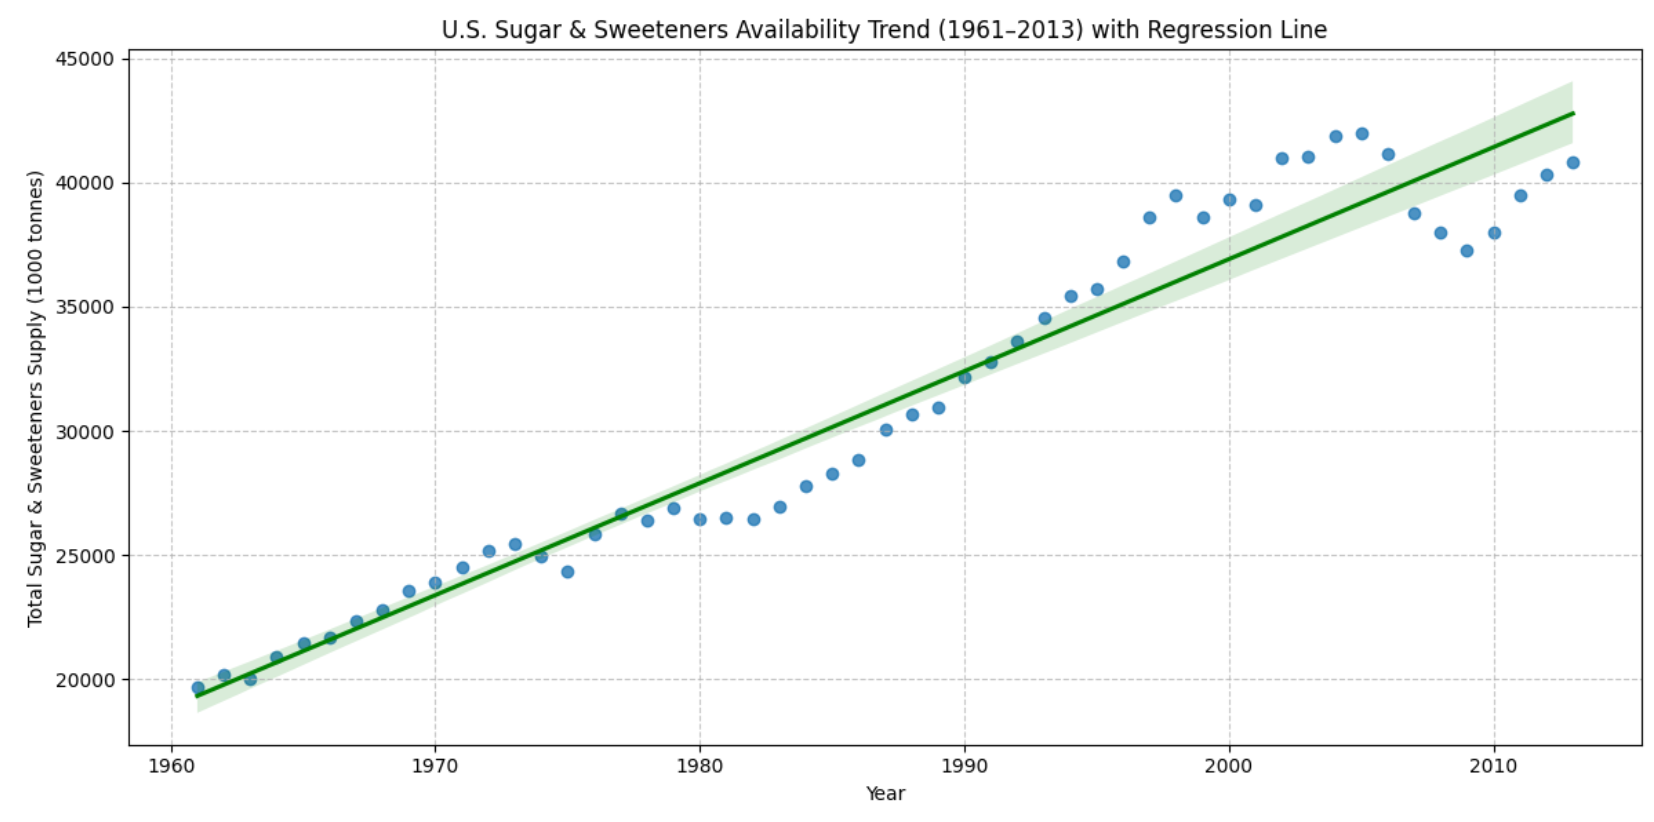 U.S. Sugar & Sweeteners Availability Trend (1961–2013) with Regression Line
Total Sugar & Sweeteners Supply (1000 tonnes)
45000
40000
35000
30000
25000
20000
1960 1970 1980 1990 2000 2010
Year